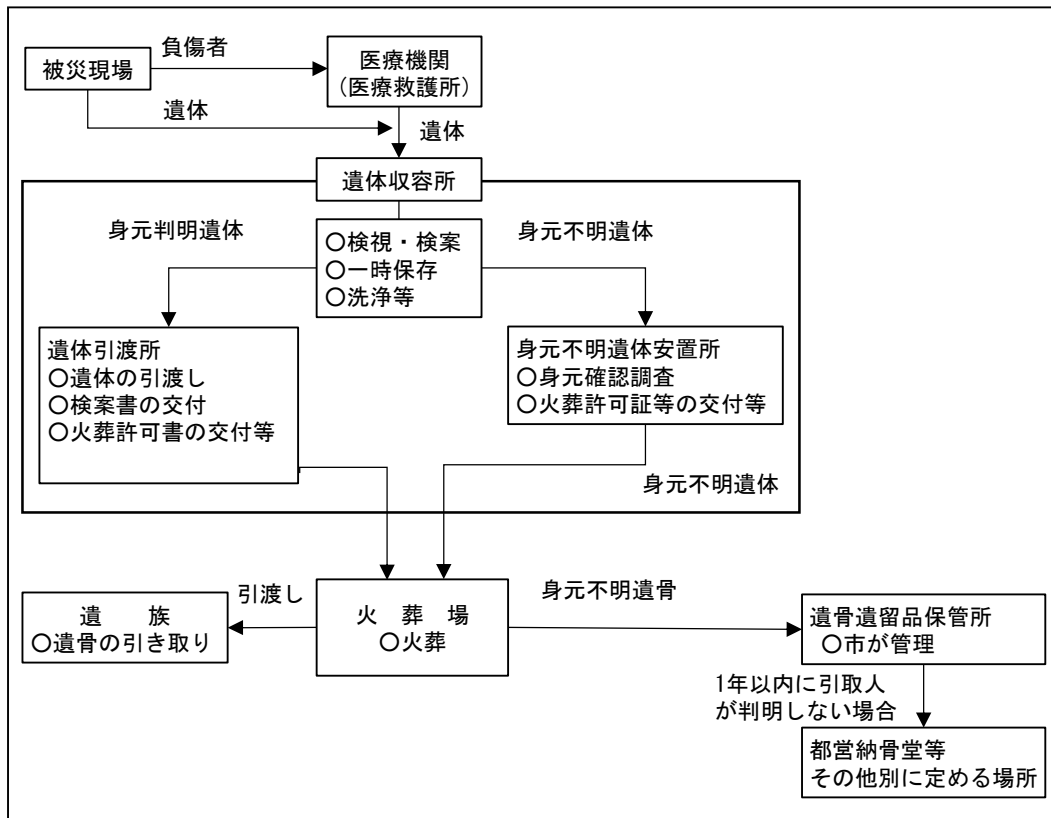 負傷者
被災現場
医療機関
（医療救護所）
遺体
遺体
遺体収容所
身元判明遺体
身元不明遺体
○検視・検案
○一時保存
○洗浄等
遺体引渡所
○遺体の引渡し
○検案書の交付
○火葬許可書の交付等
身元不明遺体安置所
○身元確認調査
○火葬許可証等の交付等
身元不明遺体
引渡し
身元不明遺骨
遺　　族
○遺骨の引き取り
火　葬　場
○火葬
遺骨遺留品保管所
○市が管理
1年以内に引取人
が判明しない場合
都営納骨堂等
その他別に定める場所